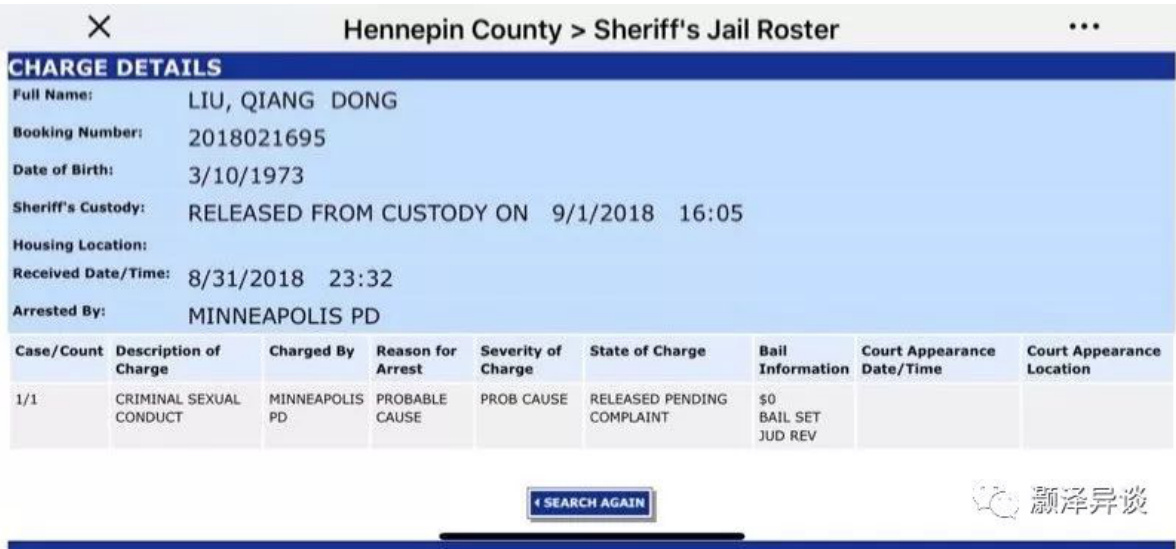 Hennepin County > Sheriff's Jail Roster
CHARGE DETAILS
Full Name: LIU, QIANG DONG
Booking Number: 2018021695
Date of Birth: 3/10/1973
Sheriff's Custody: RELEASED FROM CUSTODY ON 9/1/2018 16:05
Housing Location:
Received Date/Time: 8/31/2018 23:32
Arrested By: MINNEAPOLIS PD
Case/Count Description of Severity of State of Charge Bail Court Appearance Court Appearance
Charge Charged By Reason for Arrest Charge Information Date/Time Location
1/1 CRIMINAL SEXUAL MINNEAPOLIS PROBABLE PROB CAUSE RELEASED PENDING $0
CONDUCT PD CAUSE COMPLAINT BAIL SET
JUD REV
SEARCH AGAIN
灏泽异谈